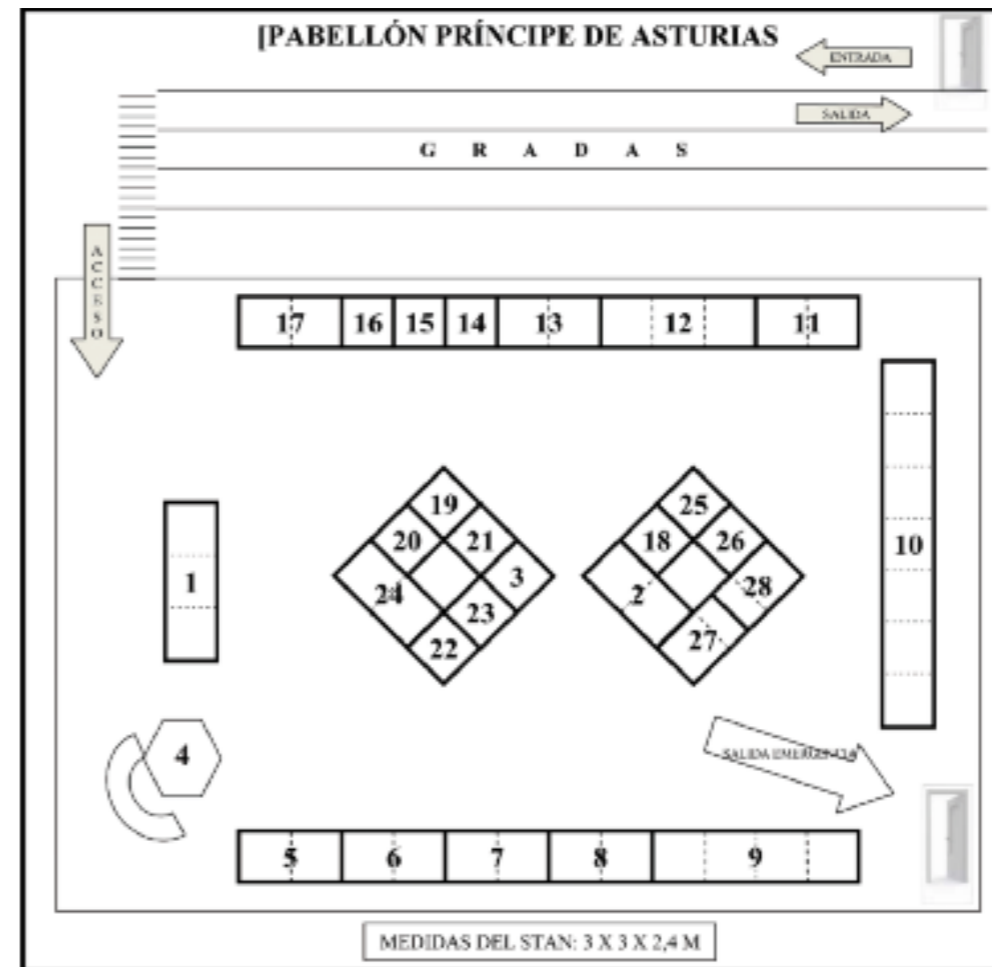 [PABELLÓN PRÍNCIPE DE ASTURIAS
ENTRADA
SALIDA
G R A D A S
ACCESO
17 16 15 14 13 12 11
19
20 21
24 3
23
22
25
18 26
2 28
27
10
1
4
SALIDA EMERGENCIA
5 6 7 8 9
MEDIDAS DEL STAN: 3 X 3 X 2,4 M